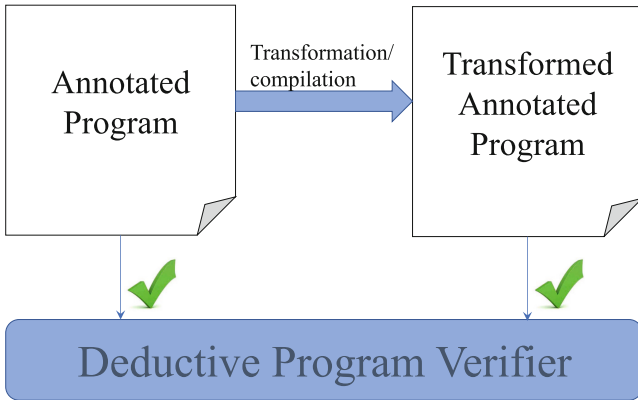 Annotated
Program
Transformation/
compilation
Transformed
Annotated
Program
Deductive Program Verifier